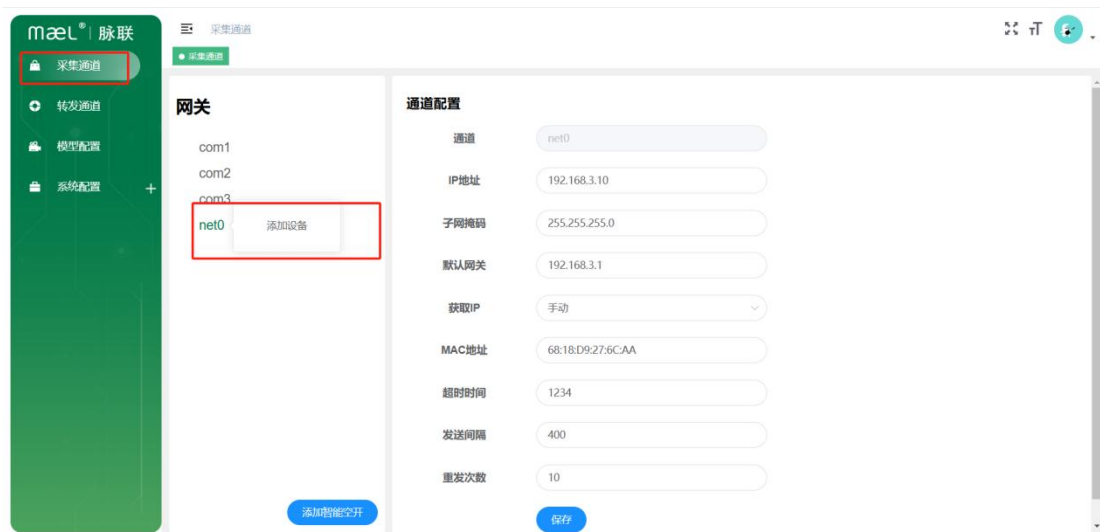 mæL®|脉联
采集通道
转发通道
模型配置
系统配置 +
采集通道
采集通道
TT
网关
com1
com2
com3
net0
添加设备
添加智能空开
通道配置
通道 net0
IP地址 192.168.3.10
子网掩码 255.255.255.0
默认网关 192.168.3.1
获取IP 手动
MAC地址 68:18:D9:27:6C:AA
超时时间 1234
发送间隔 400
重发次数 10
保存